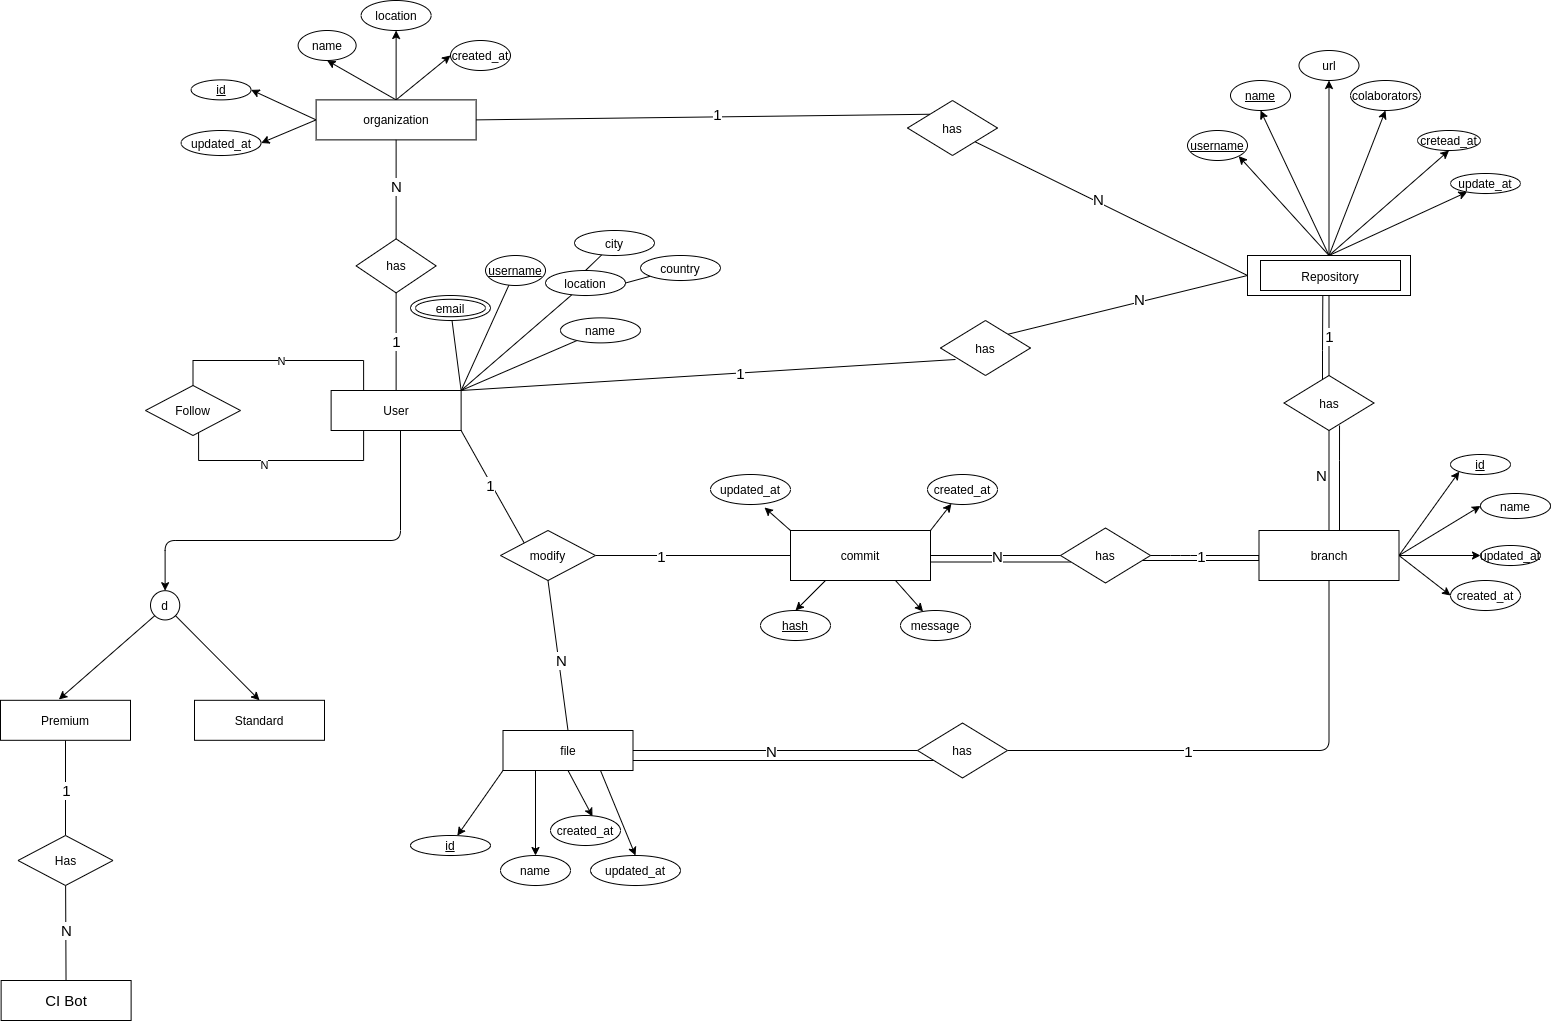 location
name
created_at
id
organization
updated_at
1
has
N
N
has
1
url
name
colaborators
username
cretead_at
update_at
Repository
city
username
location
country
email
name
has
N
1
N
Follow
User
N
1
has
N
1
modify
1
N
updated_at
created_at
commit
hash
message
N
has
1
id
name
branch
updated_at
created_at
d
Premium
Standard
file
N
has
1
id
created_at
name
updated_at
1
Has
N
CI Bot